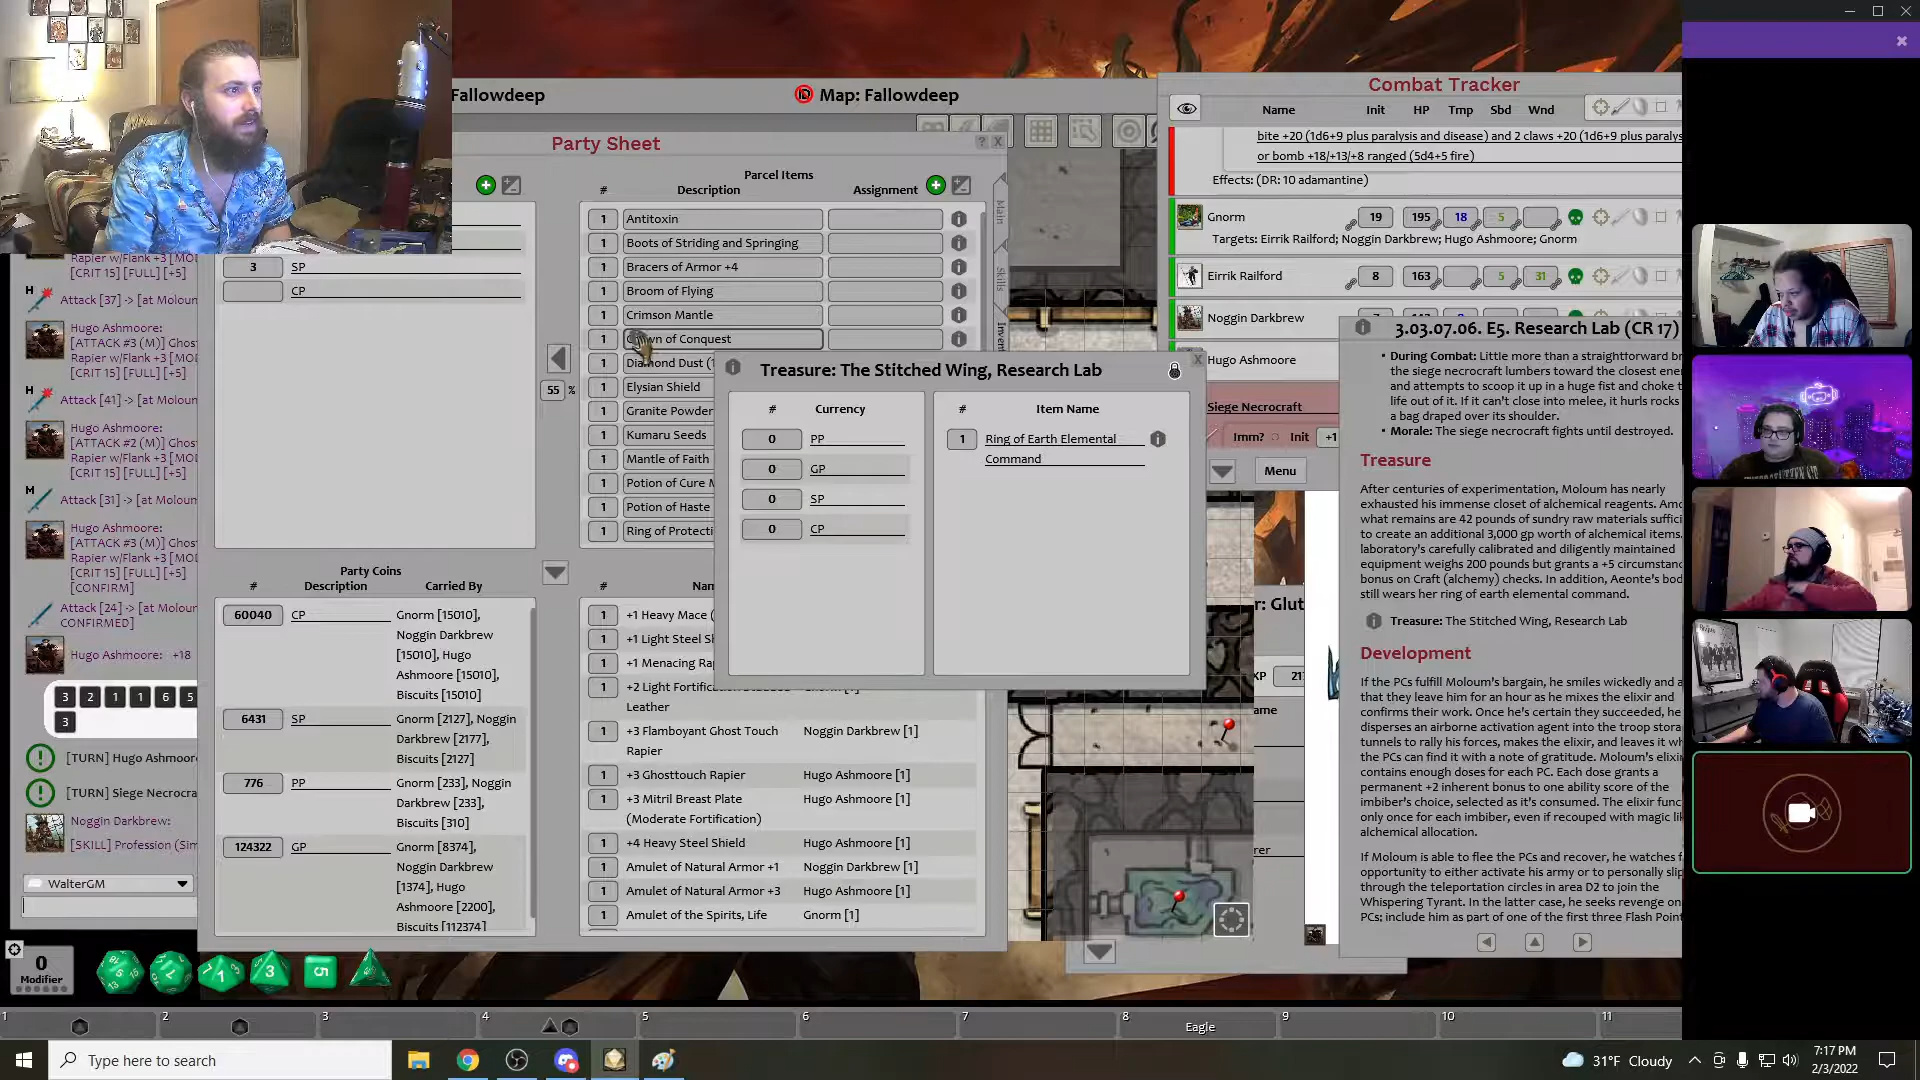 Fallowdeep
Map: Fallowdeep
Combat Tracker
Name Init HP Tmp Sbd Wnd
bite +20 (1d6+9 plus paralysis and disease) and 2 claws +20 (1d6+9 plus paralys
or bomb +18/+13/+8 ranged (5d4+5 fire)
Effects: (DR: 10 adamantine)
Gnorm 19 195 18 5
Targets: Eirrik Railford; Noggin Darkbrew; Hugo Ashmoore; Gnorm
Eirrik Railford 8 163 5 31
Noggin Darkbrew
Hugo Ashmoore
Siege Necrocraft
Imm? Init +1
Menu
Party Sheet
Parcel Items
# Description Assignment
1 Antitoxin
1 Boots of Striding and Springing
1 Bracers of Armor +4
1 Broom of Flying
1 Crimson Mantle
1 Crown of Conquest
1 Diamond Dust (
1 Elysian Shield
1 Granite Powder
1 Kumaru Seeds
1 Mantle of Faith
1 Potion of Cure M
1 Potion of Haste
1 Ring of Protecti
Main
Skills
3 SP
CP
55 %
Party Coins
# Description Carried By
60040 CP Gnorm [15010],
Noggin Darkbrew
[15010], Hugo
Ashmoore [15010],
Biscuits [15010]
6431 SP Gnorm [2127], Noggin
Darkbrew [2177],
Biscuits [2127]
776 PP Gnorm [233], Noggin
Darkbrew [233],
Biscuits [310]
124322 GP Gnorm [8374],
Noggin Darkbrew
[1374], Hugo
Ashmoore [2200],
Biscuits [112374]
# Nam
1 +1 Heavy Mace (
1 +1 Light Steel Sh
1 +1 Menacing Rap
1 +2 Light Fortification
Leather
1 +3 Flamboyant Ghost Touch Noggin Darkbrew [1]
Rapier
1 +3 Ghosttouch Rapier Hugo Ashmoore [1]
1 +3 Mitril Breast Plate Hugo Ashmoore [1]
(Moderate Fortification)
1 +4 Heavy Steel Shield Hugo Ashmoore [1]
1 Amulet of Natural Armor +1 Noggin Darkbrew [1]
1 Amulet of Natural Armor +3 Hugo Ashmoore [1]
1 Amulet of the Spirits, Life Gnorm [1]
Treasure: The Stitched Wing, Research Lab
# Currency # Item Name
0 PP 1 Ring of Earth Elemental
Command
0 GP
0 SP
0 CP
3.03.07.06. E5. Research Lab (CR 17)
• During Combat: Little more than a straightforward br
the siege necrocraft lumbers toward the closest ene
and attempts to scoop it up in a huge fist and choke t
life out of it. If it can't close into melee, it hurls rocks
a bag draped over its shoulder.
• Morale: The siege necrocraft fights until destroyed.
Treasure
After centuries of experimentation, Moloum has nearly
exhausted his immense closet of alchemical reagents. Amo
what remains are 42 pounds of sundry raw materials suffici
to create an additional 3,000 gp worth of alchemical items.
laboratory's carefully calibrated and diligently maintained
equipment weighs 200 pounds but grants a +5 circumstanc
bonus on Craft (alchemy) checks. In addition, Aeonte's bod
still wears her ring of earth elemental command.
Treasure: The Stitched Wing, Research Lab
Development
If the PCs fulfill Moloum's bargain, he smiles wickedly and a
that they leave him for an hour as he mixes the elixir and
confirms their work. Once he's certain they succeeded, he
disperses an airborne activation agent into the troop stora
tunnels to rally his forces, makes the elixir, and leaves it wh
the PCs can find it with a note of gratitude. Moloum's elixi
contains enough doses for each PC. Each dose grants a
permanent +2 inherent bonus to one ability score of the
imbiber's choice, selected as it's consumed. The elixir func
only once for each imbiber, even if recouped with magic lik
alchemical allocation.
If Moloum is able to flee the PCs and recover, he watches f
opportunity to either activate his army or to personally slip
through the teleportation circles in area D2 to join the
Whispering Tyrant. In the latter case, he seeks revenge on
PCs; include him as part of one of the first three Flash Point
r: Glut
XP 21
ame
rer
Rapier w/Flank +3 [MOD
[CRIT 15] [FULL] [+5]
H Attack [37] -> [at Moloum
Hugo Ashmoore:
[ATTACK #3 (M)] Ghos
Rapier w/Flank +3 [MOD
[CRIT 15] [FULL] [+5]
H Attack [41] -> [at Moloum
Hugo Ashmoore:
[ATTACK #2 (M)] Ghos
Rapier w/Flank +3 [MOD
[CRIT 15] [FULL] [+5]
M Attack [31] -> [at Moloum
Hugo Ashmoore:
[ATTACK #3 (M)] Ghos
Rapier w/Flank +3 [MOD
[CRIT 15] [FULL] [+5]
[CONFIRM]
Attack [24] -> [at Moloum
CONFIRMED]
Hugo Ashmoore: +18
3 2 1 1 6 5
3
[TURN] Hugo Ashmoore
[TURN] Siege Necrocra
Noggin Darkbrew:
[SKILL] Profession (Sim
WalterGM
0
Modifier
1 2 3 4 5 6 7 8 9 10 11
Eagle
Type here to search
31°F Cloudy
7:17 PM
2/3/2022